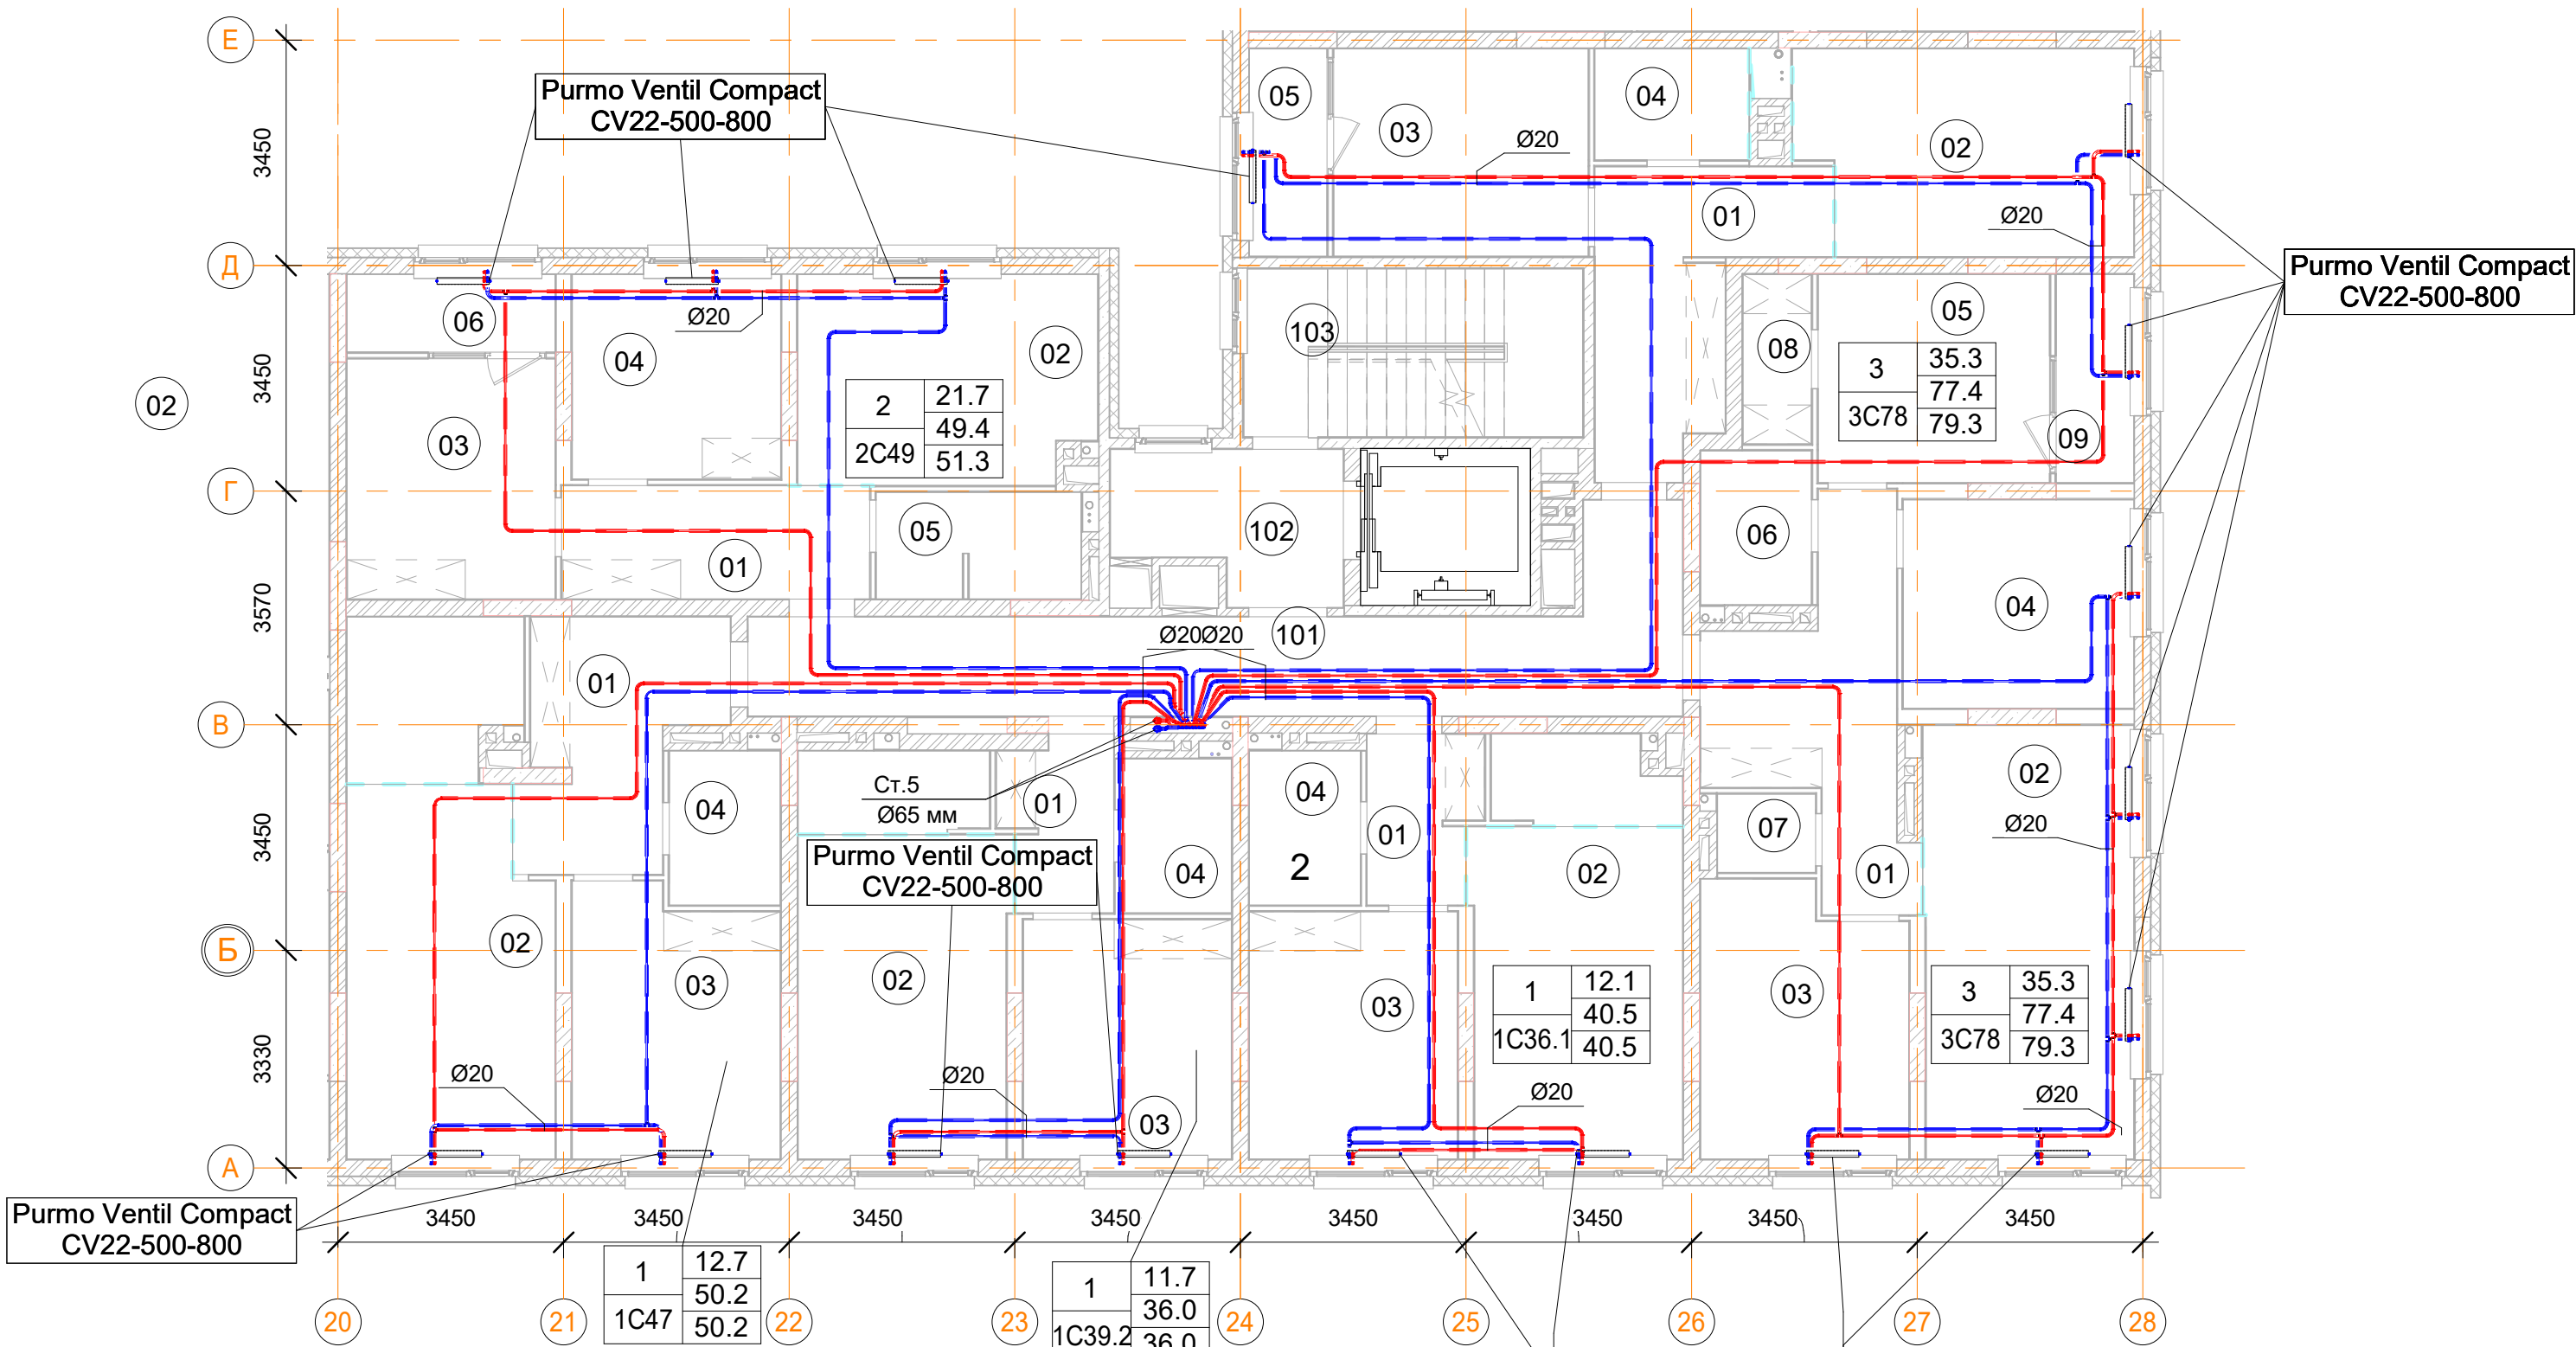 Е
Purmo Ventil Compact
CV22-500-800
05
03
04
02
Ø20
3450
01
Ø20
Д
Purmo Ventil Compact
CV22-500-800
06
Ø20
04
02
103
08
05
3450
02
03
2
21.7
49.4
2С49
51.3
3
35.3
77.4
3С78
79.3
09
Г
05
102
06
01
04
3570
Ø20Ø20
101
01
В
02
Ст.5
Ø65 мм
04
01
04
01
07
Ø20
3450
Purmo Ventil Compact
CV22-500-800
04
2
02
01
Б
02
03
02
03
03
1
12.1
40.5
1С36.1
40.5
3
35.3
77.4
3С78
79.3
3330
Ø20
Ø20
Ø20
Ø20
03
А
Purmo Ventil Compact
CV22-500-800
3450
3450
3450
3450
3450
3450
3450
3450
1
12.7
50.2
1С47
50.2
1
11.7
36.0
1С39.2
36.0
20
21
22
23
24
25
26
27
28